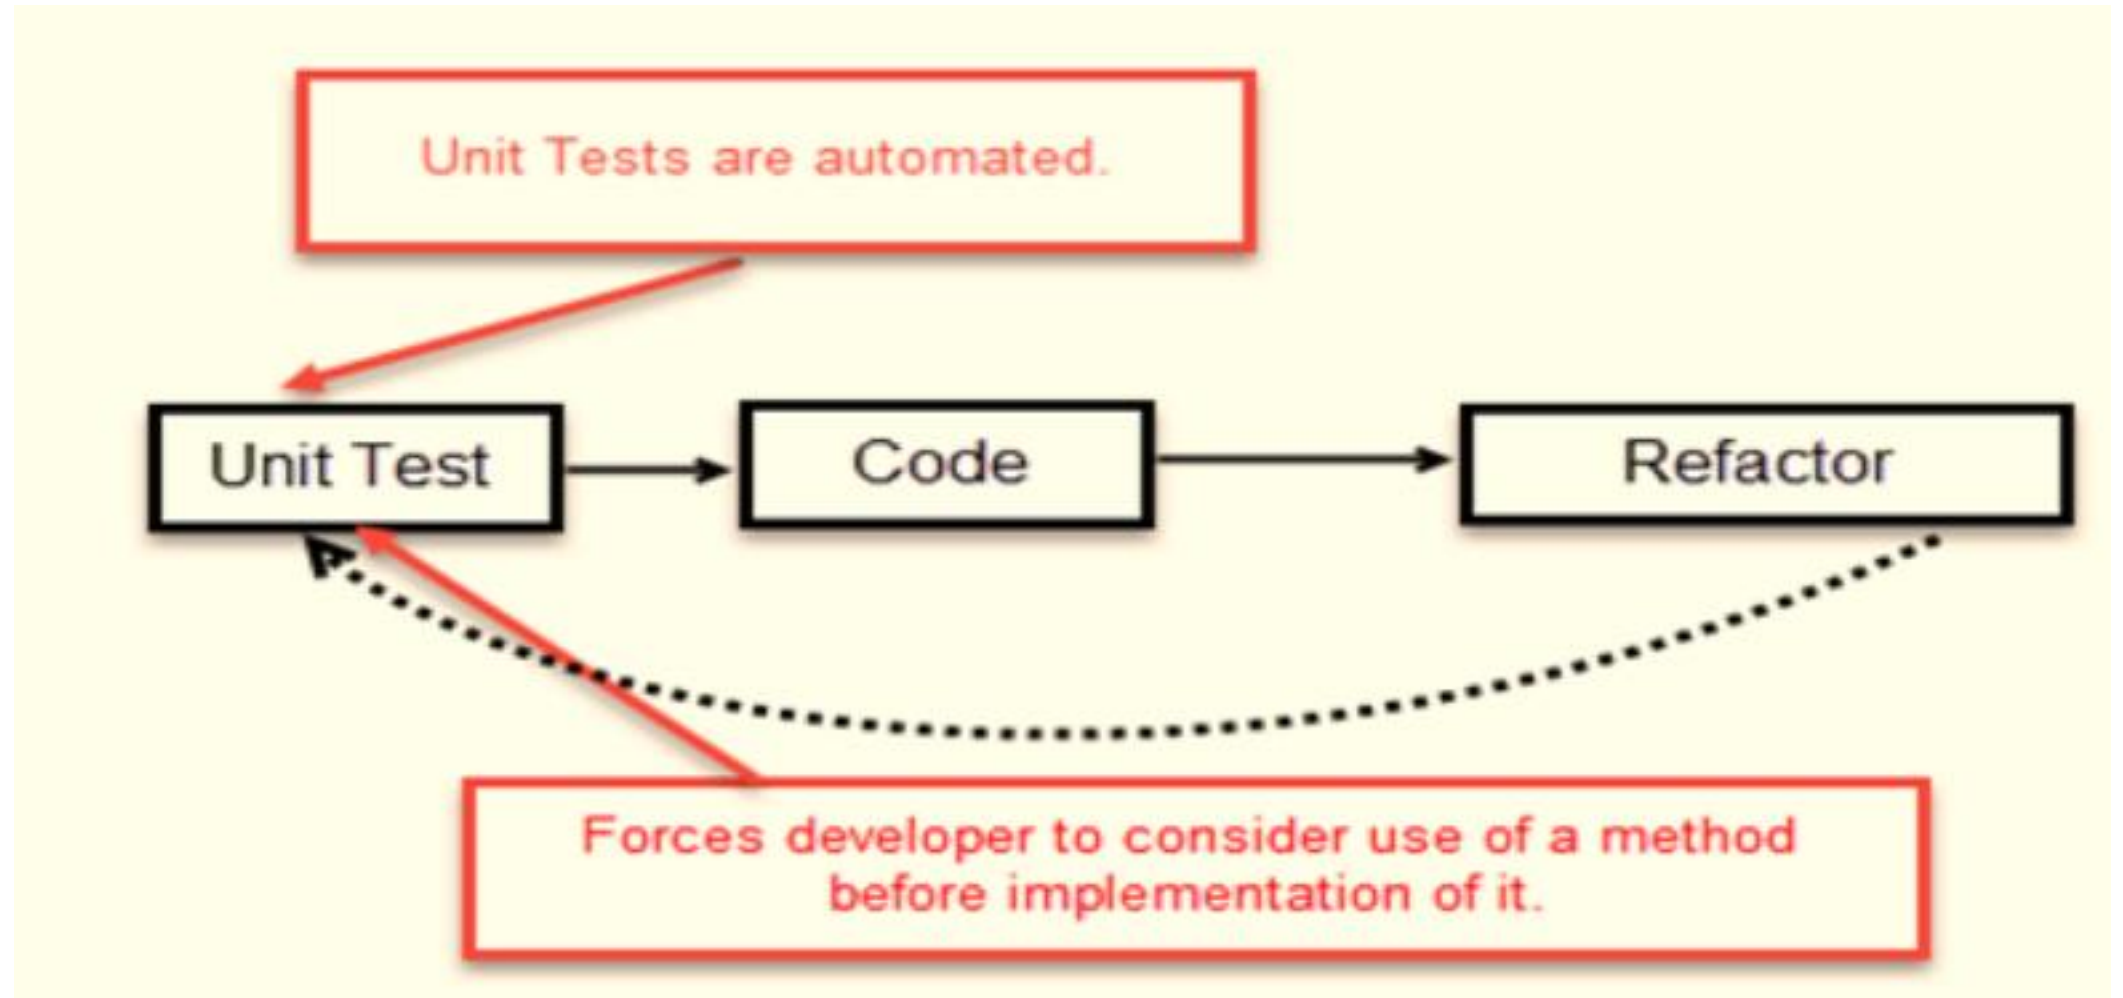 Unit Tests are automated.
Unit Test
Code
Refactor
Forces developer to consider use of a method
before implementation of it.